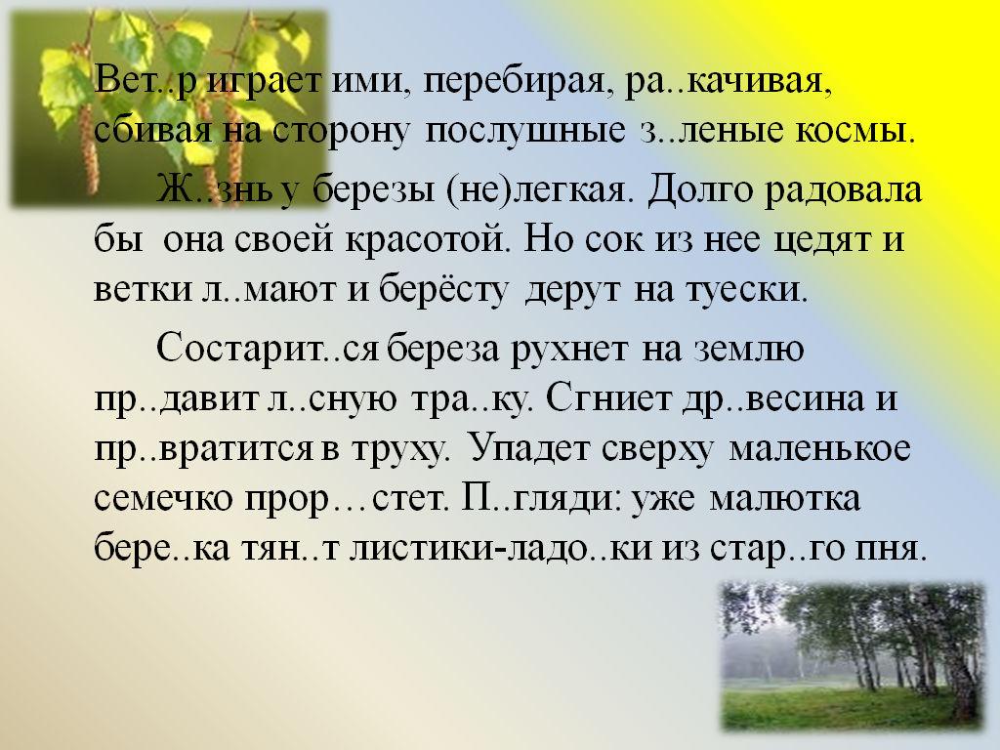 Вет..р играет ими, перебирая, ра..качивая,
сбивая на сторону послушные з..леные космы.
Ж..знь у березы (не)легкая. Долго радовала
бы она своей красотой. Но сок из нее цедят и
ветки л..мают и берёсту дерут на туески.
Состарит..ся береза рухнет на землю
пр..давит л..сную тра..ку. Сгниет др..весина и
пр..вратится в труху. Упадет сверху маленькое
семечко прор…стет. П..гляди: уже малютка
бере..ка тян..т листики-ладо..ки из стар..го пня.